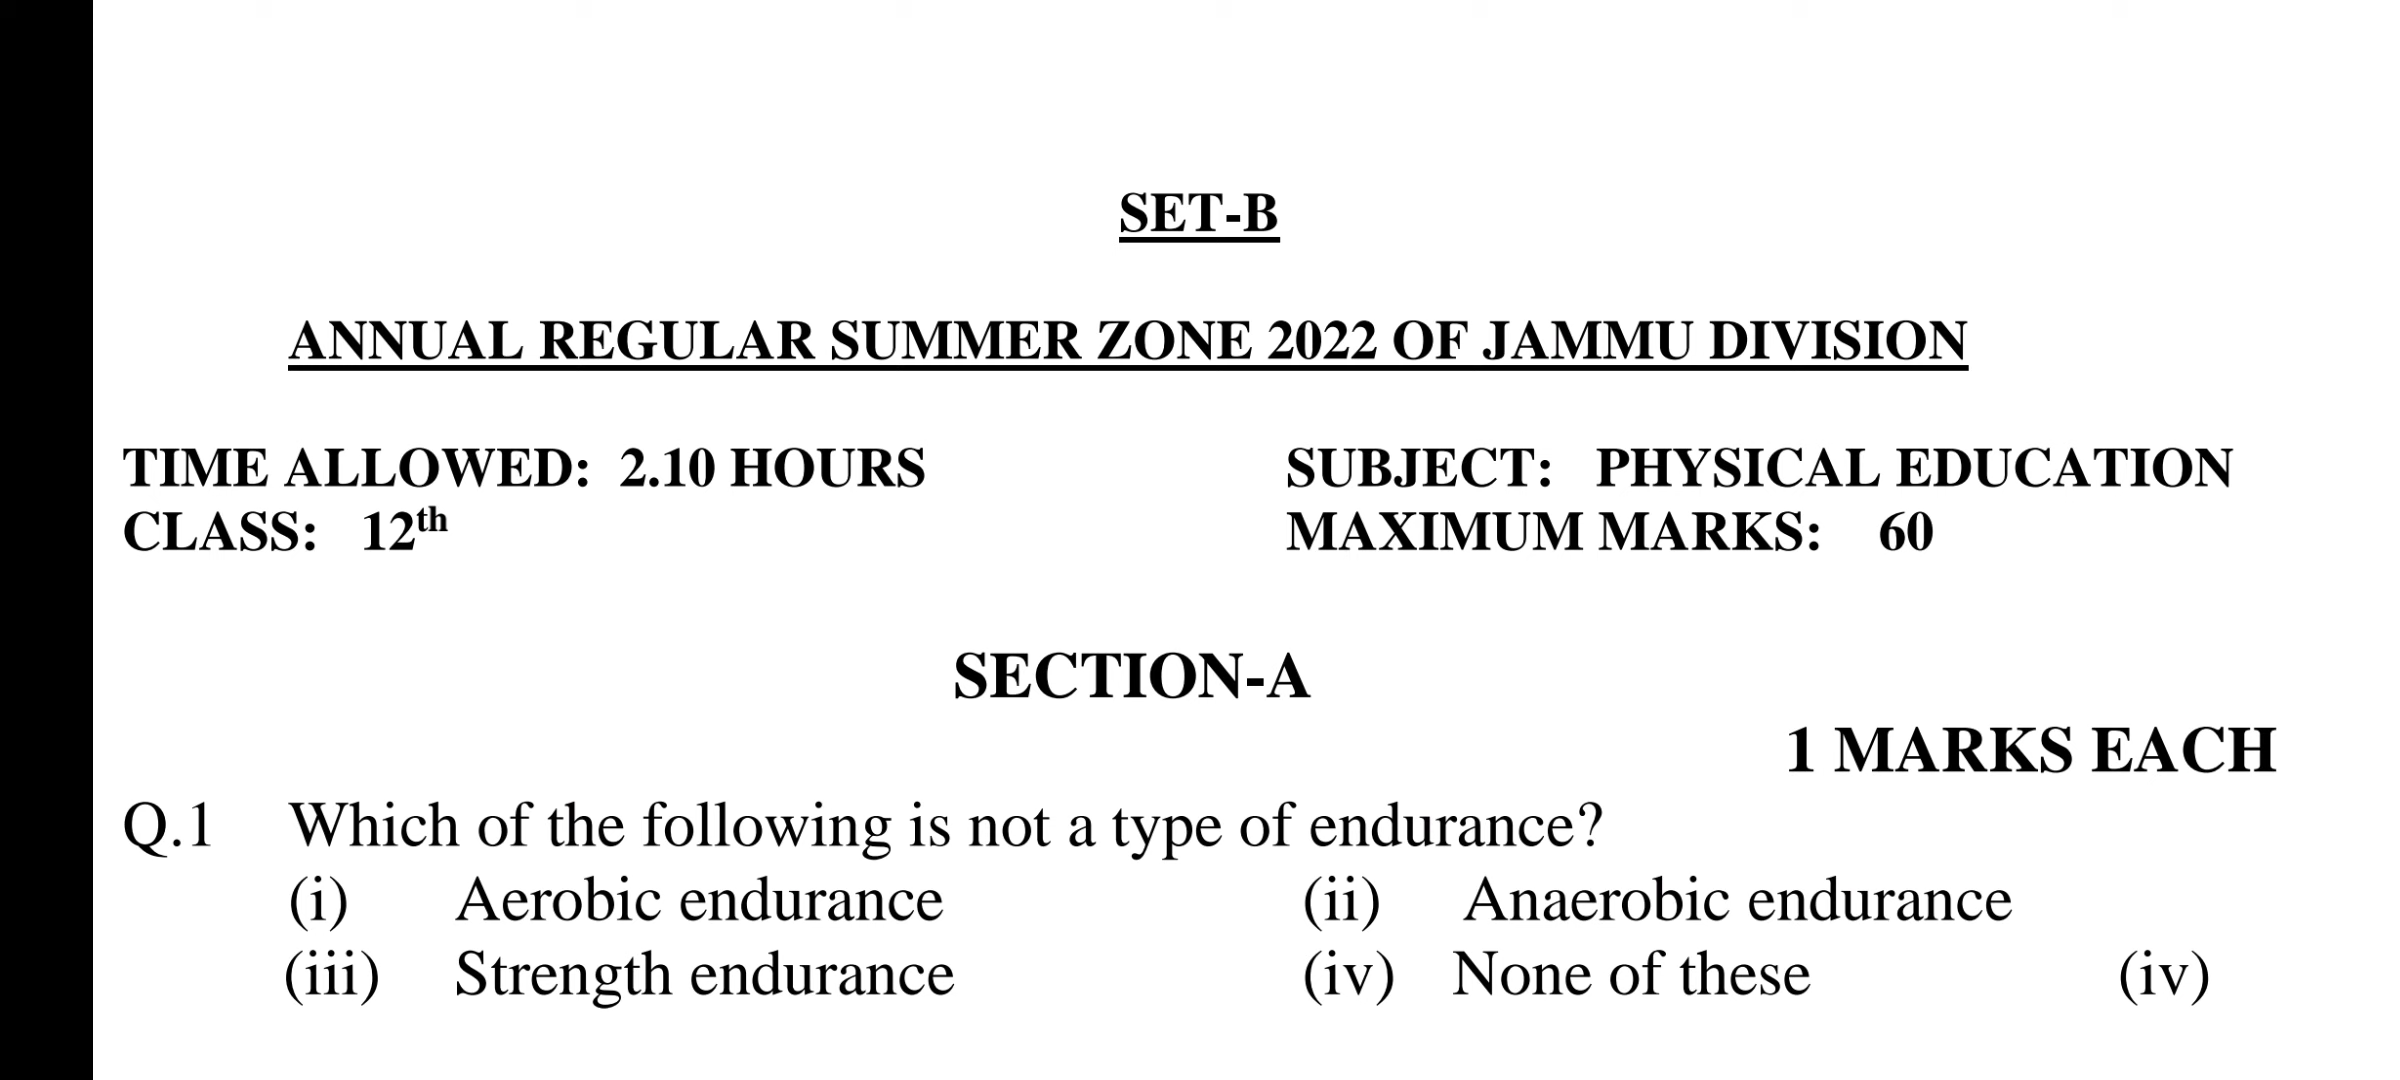 SET-B
ANNUAL REGULAR SUMMER ZONE 2022 OF JAMMU DIVISION
TIME ALLOWED: 2.10 HOURS SUBJECT: PHYSICAL EDUCATION
CLASS: 12th MAXIMUM MARKS: 60
SECTION-A
1 MARKS EACH
Q.1 Which of the following is not a type of endurance?
(i) Aerobic endurance (ii) Anaerobic endurance
(iii) Strength endurance (iv) None of these (iv)